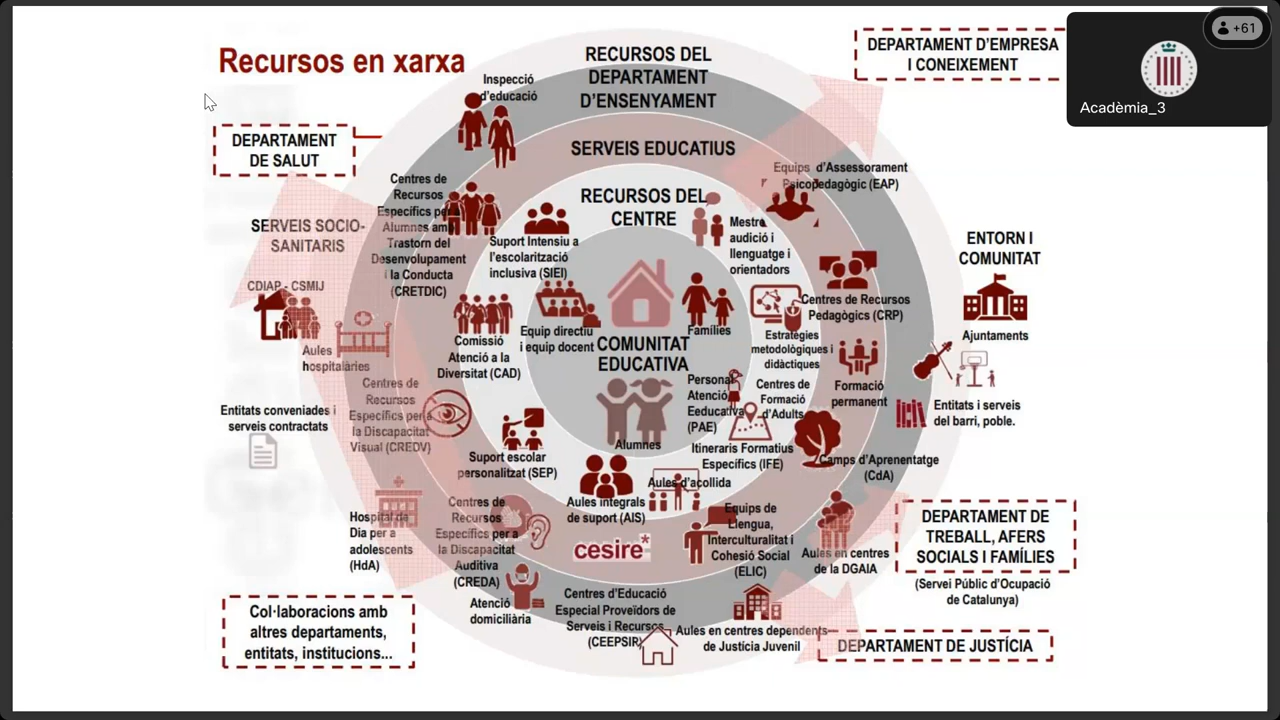 Recursos en xarxa
RECURSOS DEL
DEPARTAMENT
D'ENSENYAMENT
DEPARTAMENT D'EMPRESA
I CONEIXEMENT
+61
Acadèmia_3
Inspecció
d'educació
DEPARTAMENT
DE SALUT
SERVEIS EDUCATIUS
Equips d'Assessorament
Psicopedagògic (EAP)
Centres de
Recursos
Específics per a
Alumnes amb
Trastorn del
Desenvolupament
i la Conducta
(CRETDIC)
RECURSOS DEL
CENTRE
Mestre
audició i
llenguatge i
orientadors
SERVEIS SOCIO-
SANITARIS
Suport Intensiu a
l'escolarització
inclusiva (SIEI)
ENTORN I
COMUNITAT
CDIAP - CSMIJ
Centres de Recursos
Pedagògics (CRP)
Equip directiu
i equip docent
Famílies
Ajuntaments
Comissió
Atenció a la
Diversitat (CAD)
COMUNITAT
EDUCATIVA
Estratègies
metodològiques i
didàctiques
Aules
hospitalàries
Centres de
Recursos
Específics per a
la Discapacitat
Visual (CREDV)
Personal
Atenció
Eeducativa
(PAE)
Centres de
Formació
d'Adults
Formació
permanent
Entitats conveniades i
serveis contractats
Entitats i serveis
del barri, poble.
Alumnes
Itineraris Formatius
Específics (IFE)
Camps d'Aprenentatge
(CdA)
Suport escolar
personalitzat (SEP)
Aules d'acollida
Aules integrals
de suport (AIS)
Hospital de
Dia per a
adolescents
(HdA)
Centres de
Recursos
Específics per a
la Discapacitat
Auditiva
(CREDA)
cesire*
Equips de
Llengua,
Interculturalitat i
Cohesió Social
(ELIC)
Aules en centres
de la DGAIA
DEPARTAMENT DE
TREBALL, AFERS
SOCIALS I FAMÍLIES
(Servei Públic d'Ocupació
de Catalunya)
Atenció
domiciliària
Centres d'Educació
Especial Proveïdors de
Serveis i Recursos
(CEEPSIR)
Aules en centres dependents
de Justícia Juvenil
Col·laboracions amb
altres departaments,
entitats, institucions...
DEPARTAMENT DE JUSTÍCIA